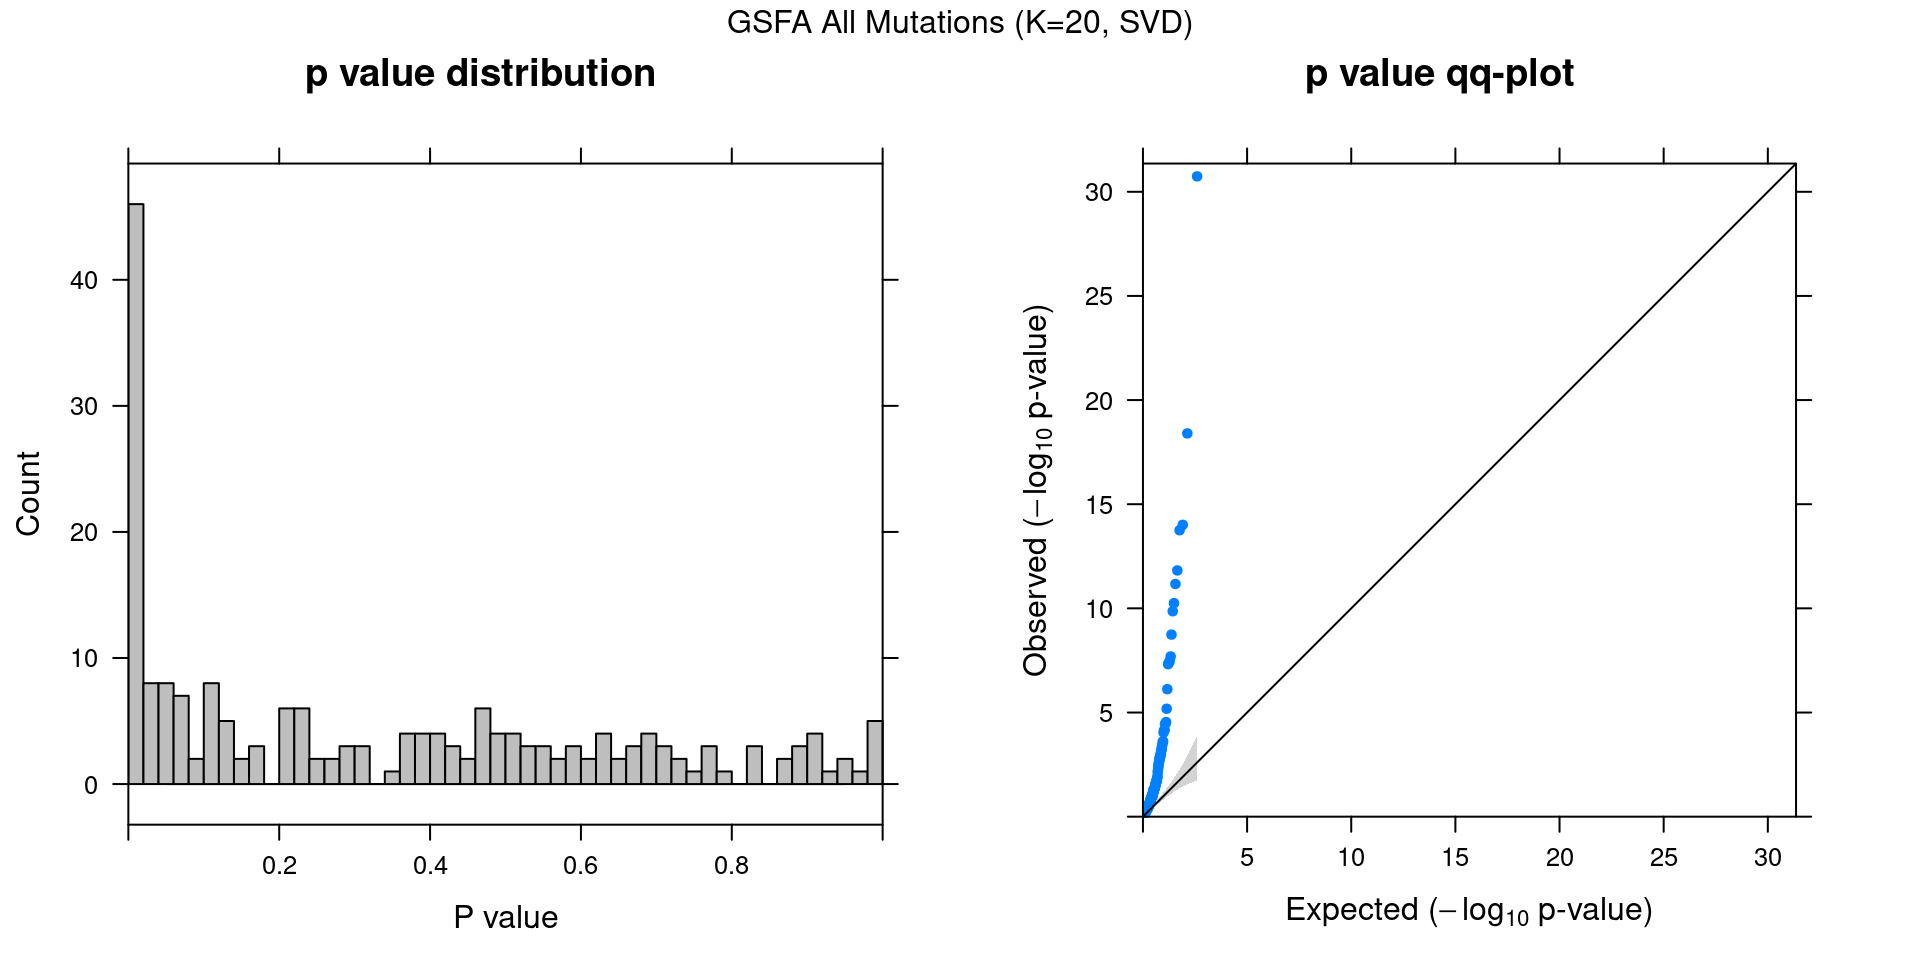 GSFA All Mutations (K=20, SVD)
p value distribution
40
30
20
10
0
Count
0.2 0.4 0.6 0.8
P value
p value qq-plot
30
25
20
15
10
5
Observed (−log10 p-value)
5 10 15 20 25 30
Expected (−log10 p-value)